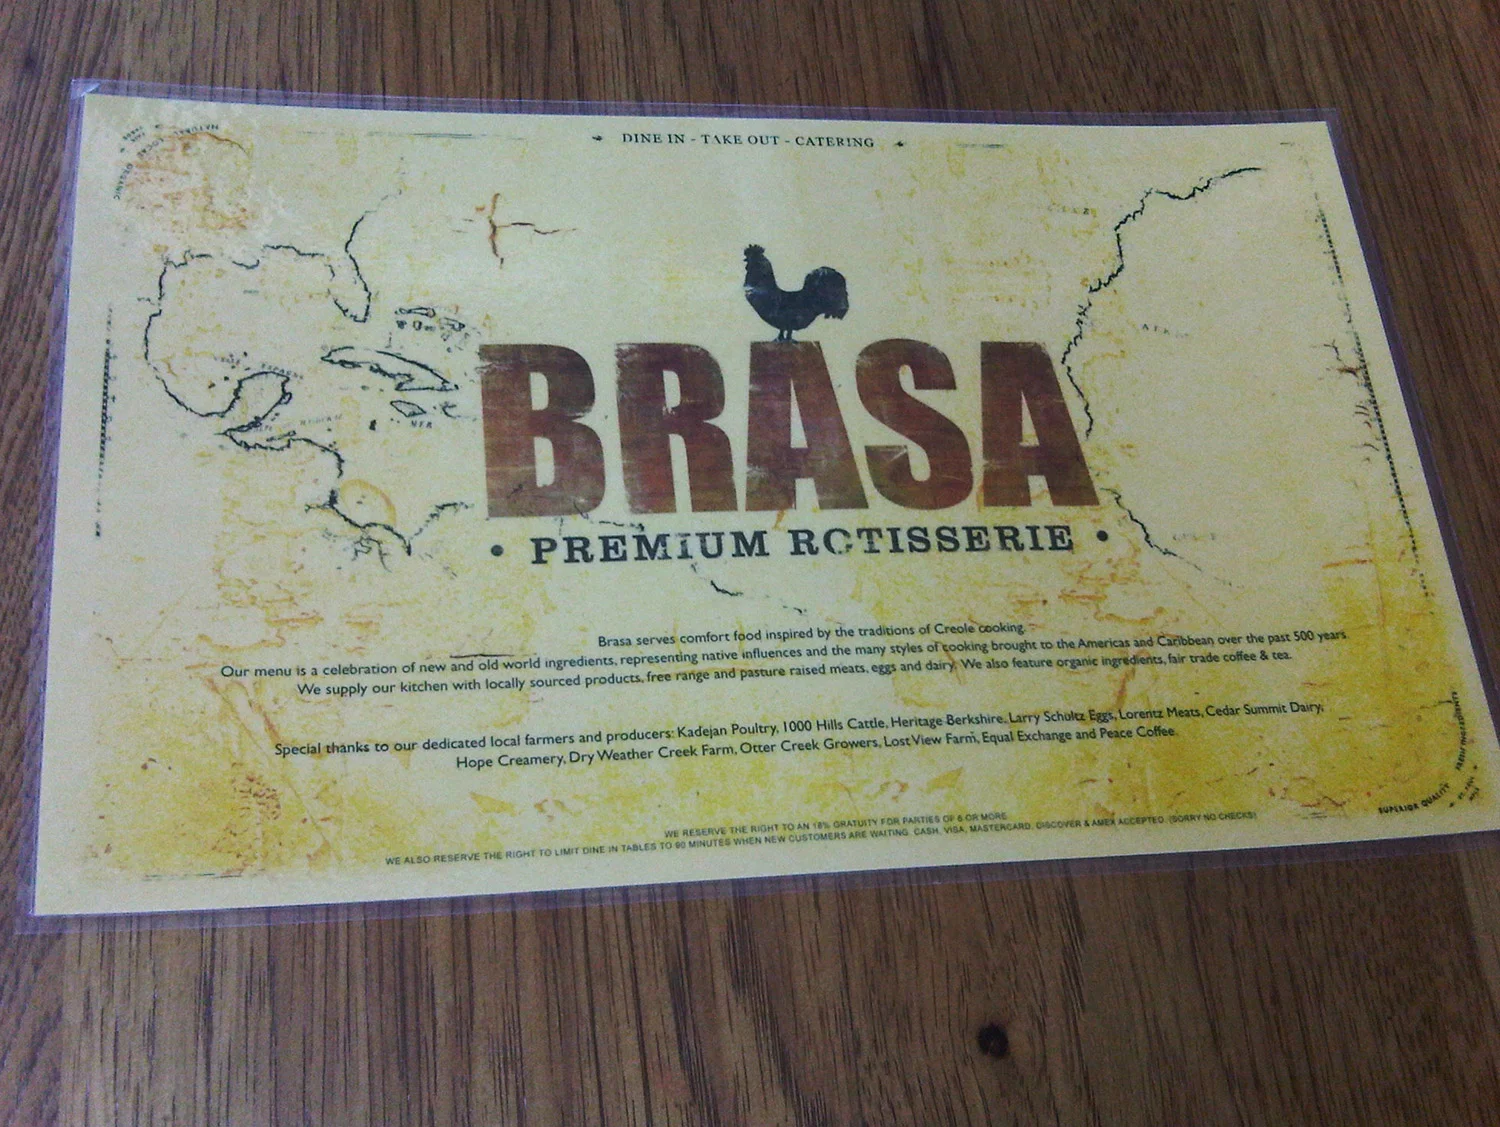 DINE IN - TAKE OUT - CATERING
NATURAL
LOCAL ORGANIC
BRASA
• PREMIUM ROTISSERIE •
Brasa serves comfort food inspired by the traditions of Creole cooking.
Our menu is a celebration of new and old world ingredients, representing native influences and the many styles of cooking brought to the Americas and Caribbean over the past 500 years.
We supply our kitchen with locally sourced products, free range and pasture raised meats, eggs and dairy. We also feature organic ingredients, fair trade coffee & tea.
Special thanks to our dedicated local farmers and producers: Kadejan Poultry, 1000 Hills Cattle, Heritage Berkshire, Larry Schultz Eggs, Lorentz Meats, Cedar Summit Dairy,
Hope Creamery, Dry Weather Creek Farm, Otter Creek Growers, Lost View Farm, Equal Exchange and Peace Coffee.
WE RESERVE THE RIGHT TO AN 18% GRATUITY FOR PARTIES OF 6 OR MORE.
WE ALSO RESERVE THE RIGHT TO LIMIT DINE IN TABLES TO 90 MINUTES WHEN NEW CUSTOMERS ARE WAITING. CASH, VISA, MASTERCARD, DISCOVER & AMEX ACCEPTED. (SORRY NO CHECKS)
SUPERIOR QUALITY
FRESH INGREDIENTS